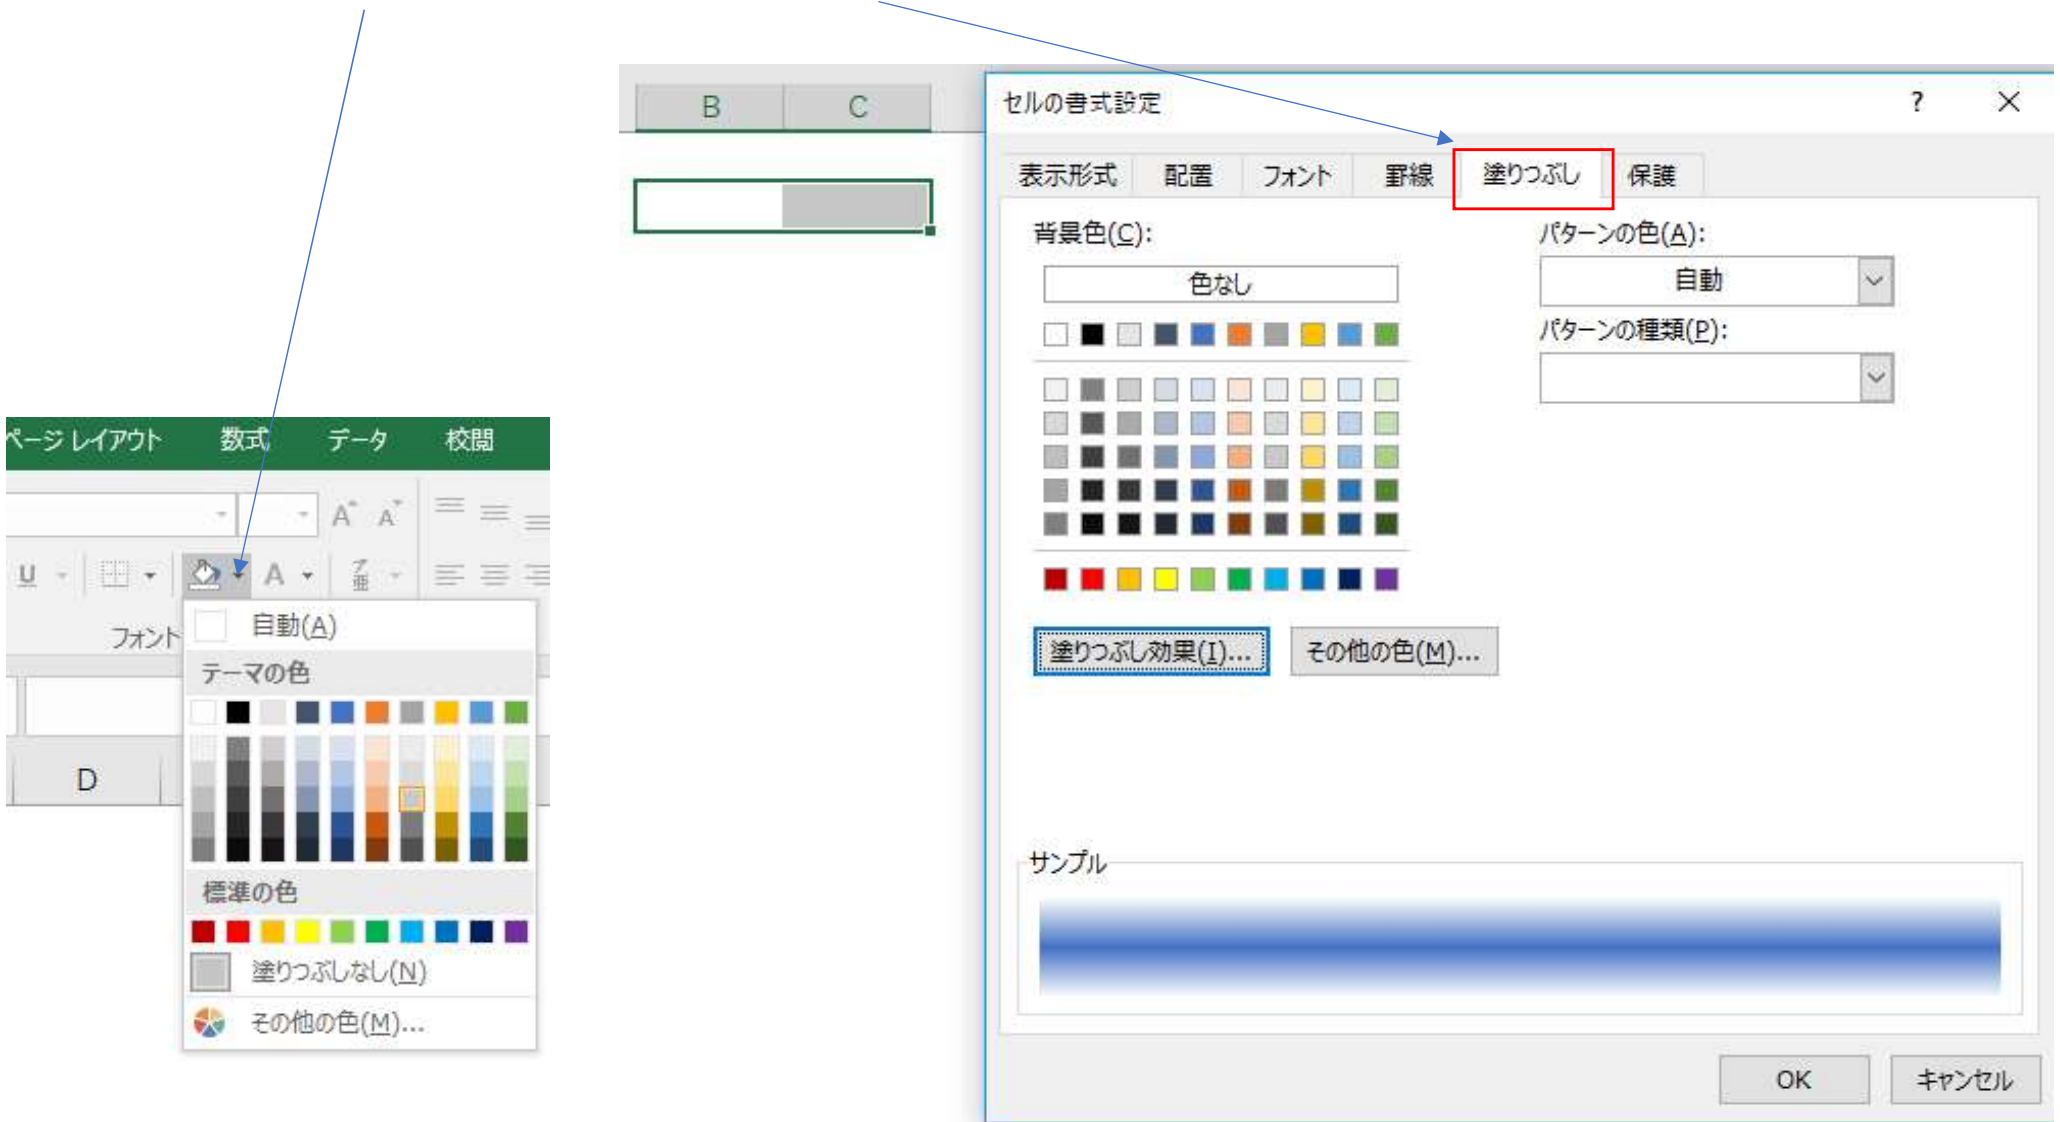 B C
セルの書式設定 ? ×
表示形式 配置 フォント 罫線 塗りつぶし 保護
背景色(C):
色なし
パターンの色(A):
自動
パターンの種類(P):
塗りつぶし効果(I)...
その他の色(M)...
サンプル
OK キャンセル
ページ レイアウト 数式 データ 校閲
A A
U A 亜
フォント
D
自動(A)
テーマの色
標準の色
塗りつぶしなし(N)
その他の色(M)...